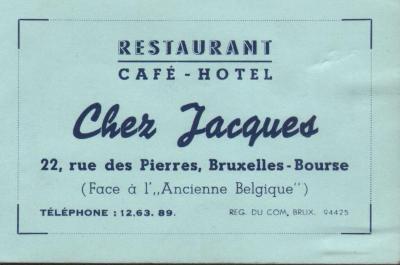 RESTAURANT
CAFÉ - HOTEL
Chez Jacques
22, rue des Pierres, Bruxelles-Bourse
(Face à l',,Ancienne Belgique")
TÉLÉPHONE : 12.63. 89. REG. DU COM, BRUX. 94425